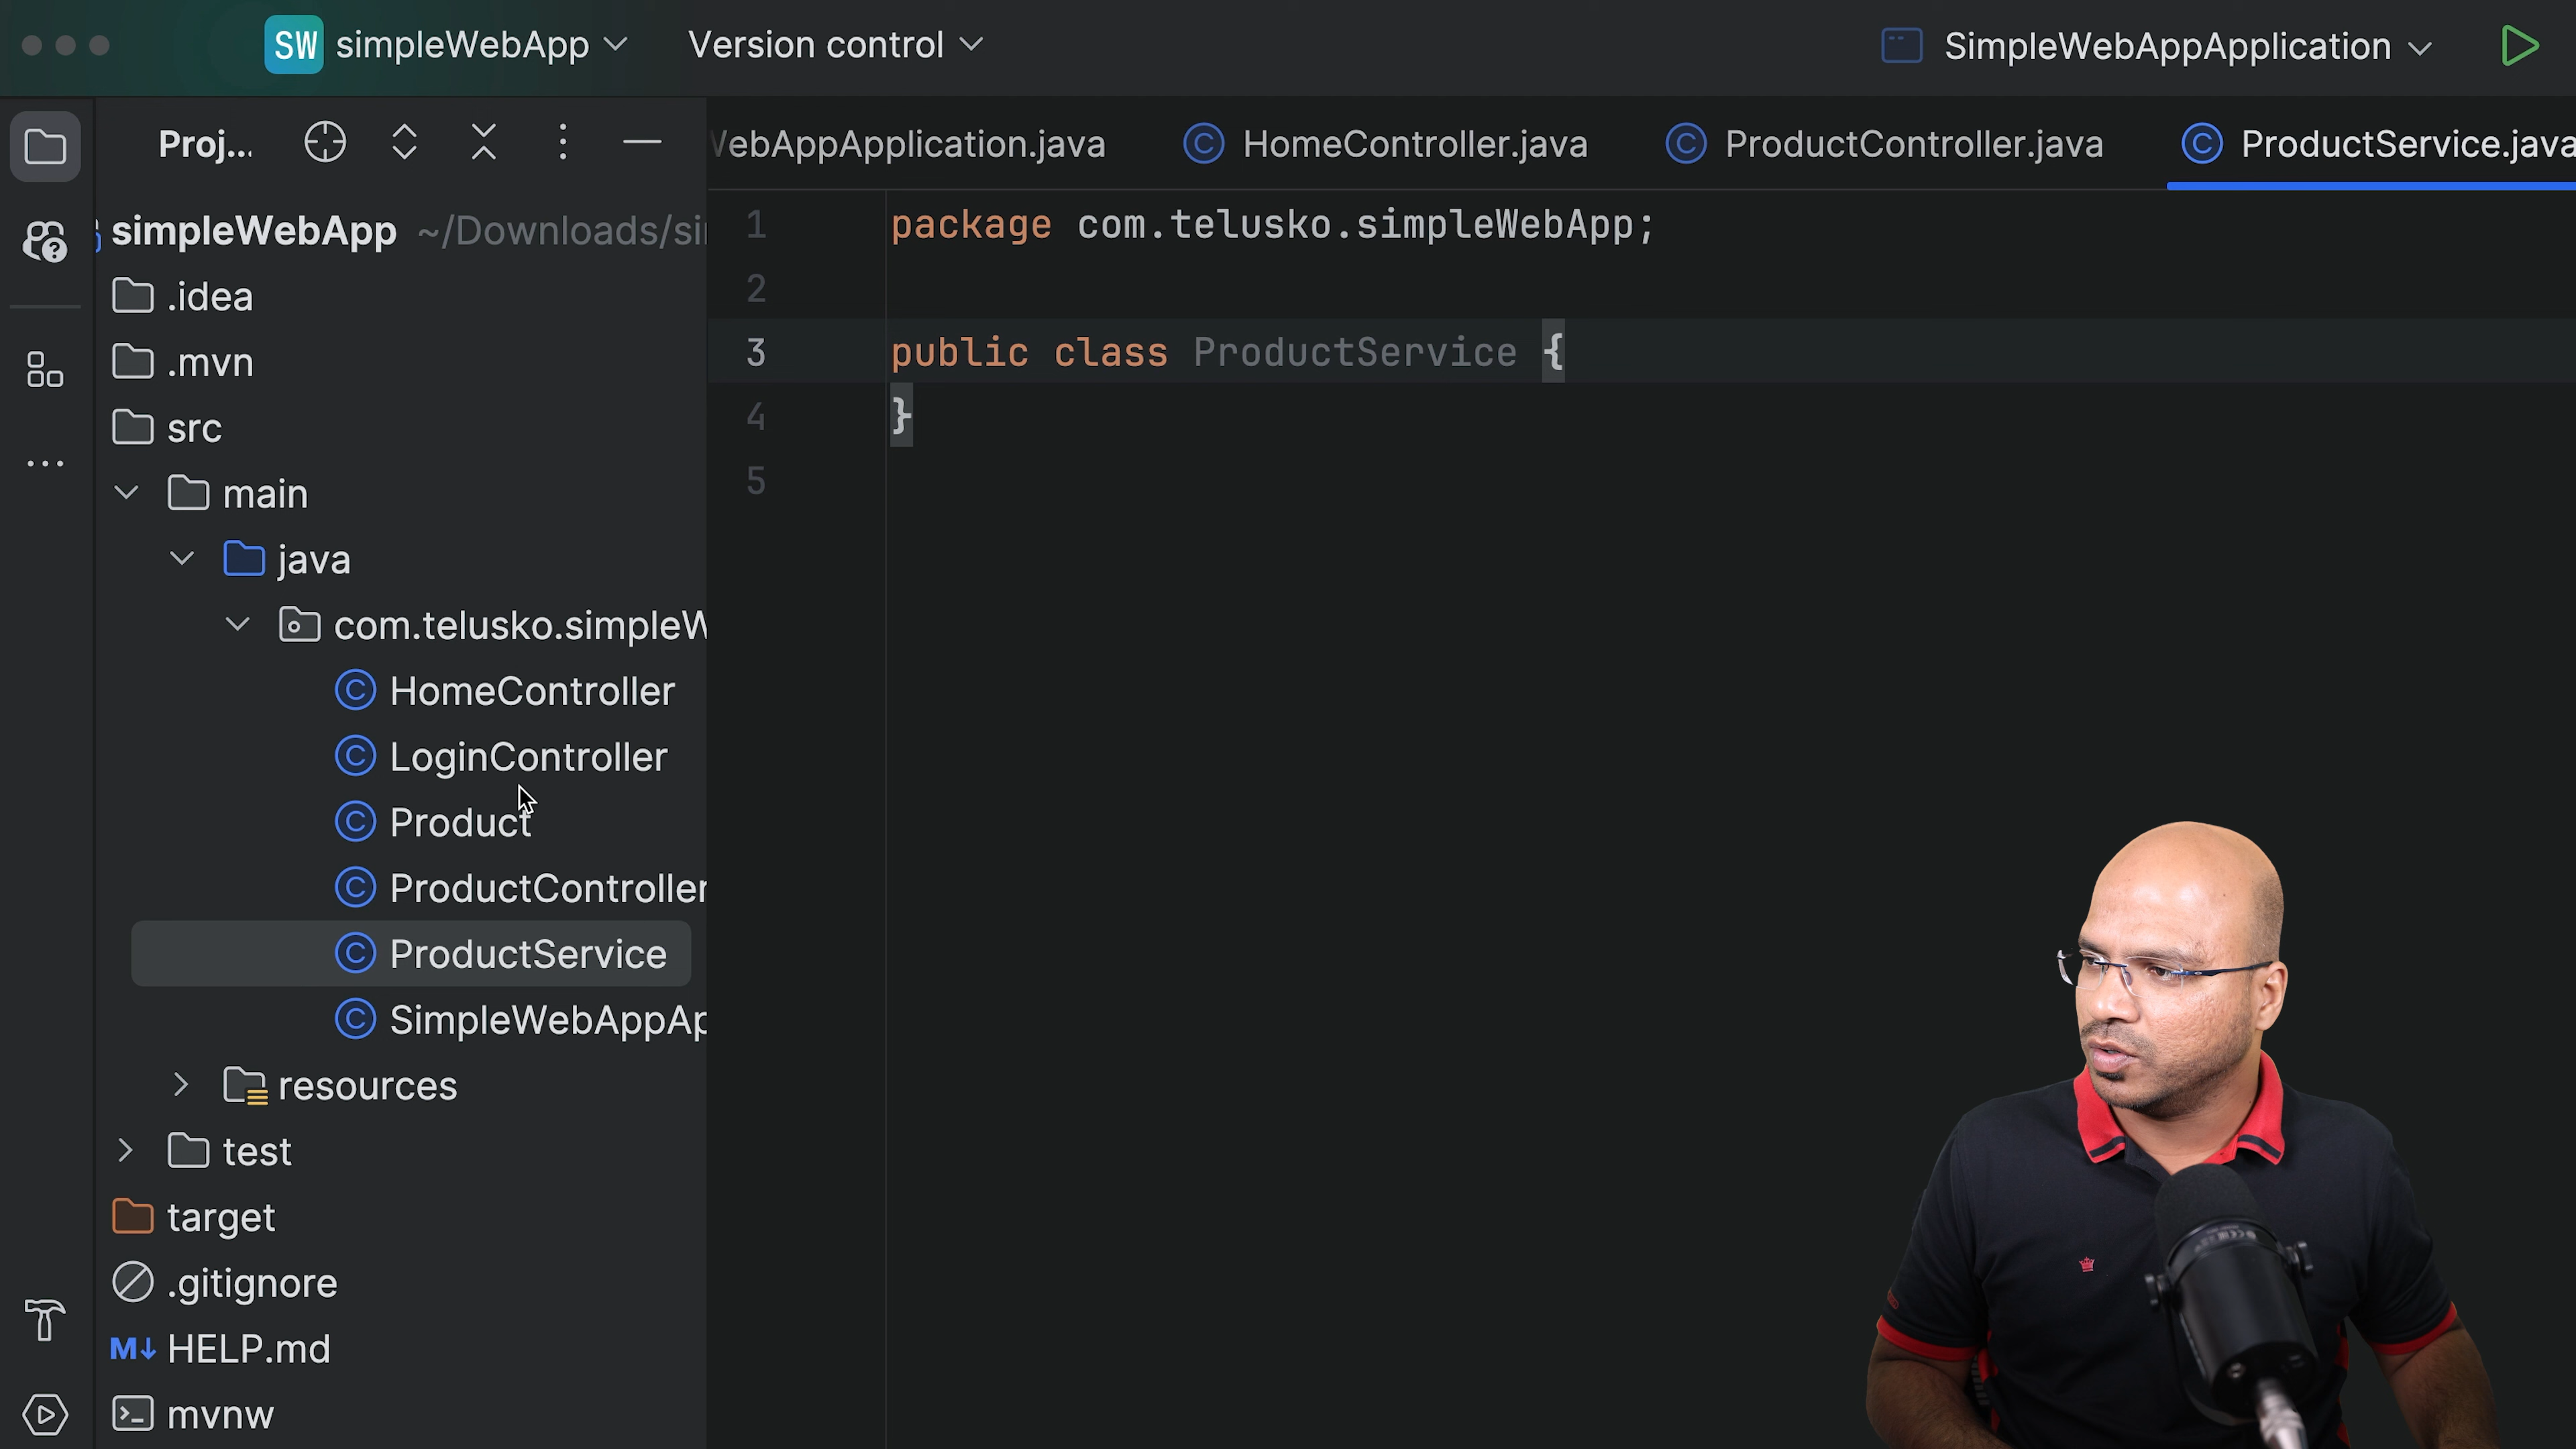 SW simpleWebApp Version control SimpleWebAppApplication
Proj...
WebAppApplication.java HomeController.java ProductController.java ProductService.java
simpleWebApp ~/Downloads/si
.idea
.mvn
src
main
java
com.telusko.simpleW
HomeController
LoginController
Product
ProductController
ProductService
SimpleWebAppAp
resources
test
target
.gitignore
M↓ HELP.md
mvnw
1 package com.telusko.simpleWebApp;
2
3 public class ProductService {
4 }
5